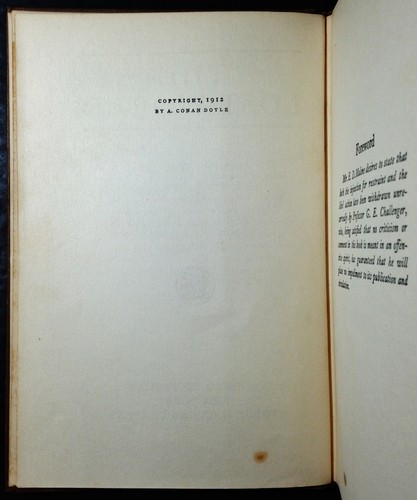 COPYRIGHT, 1912
BY A. CONAN DOYLE
Foreword
Mr. E. D. Malone desires to state that
both the injunction for restraint and the
libel action have been withdrawn unre-
servedly by Professor G. E. Challenger,
who, being satisfied that no criticism or
comment in this book is meant in an offen-
sive spirit, has guaranteed that he will
place no impediment to its publication and
circulation.